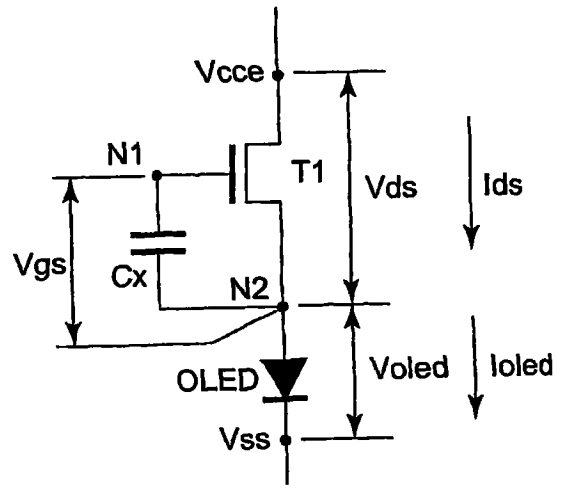 Vcce
N1
T1
Vds
Ids
Vgs
Cx
N2
OLED
Voled
Ioled
Vss